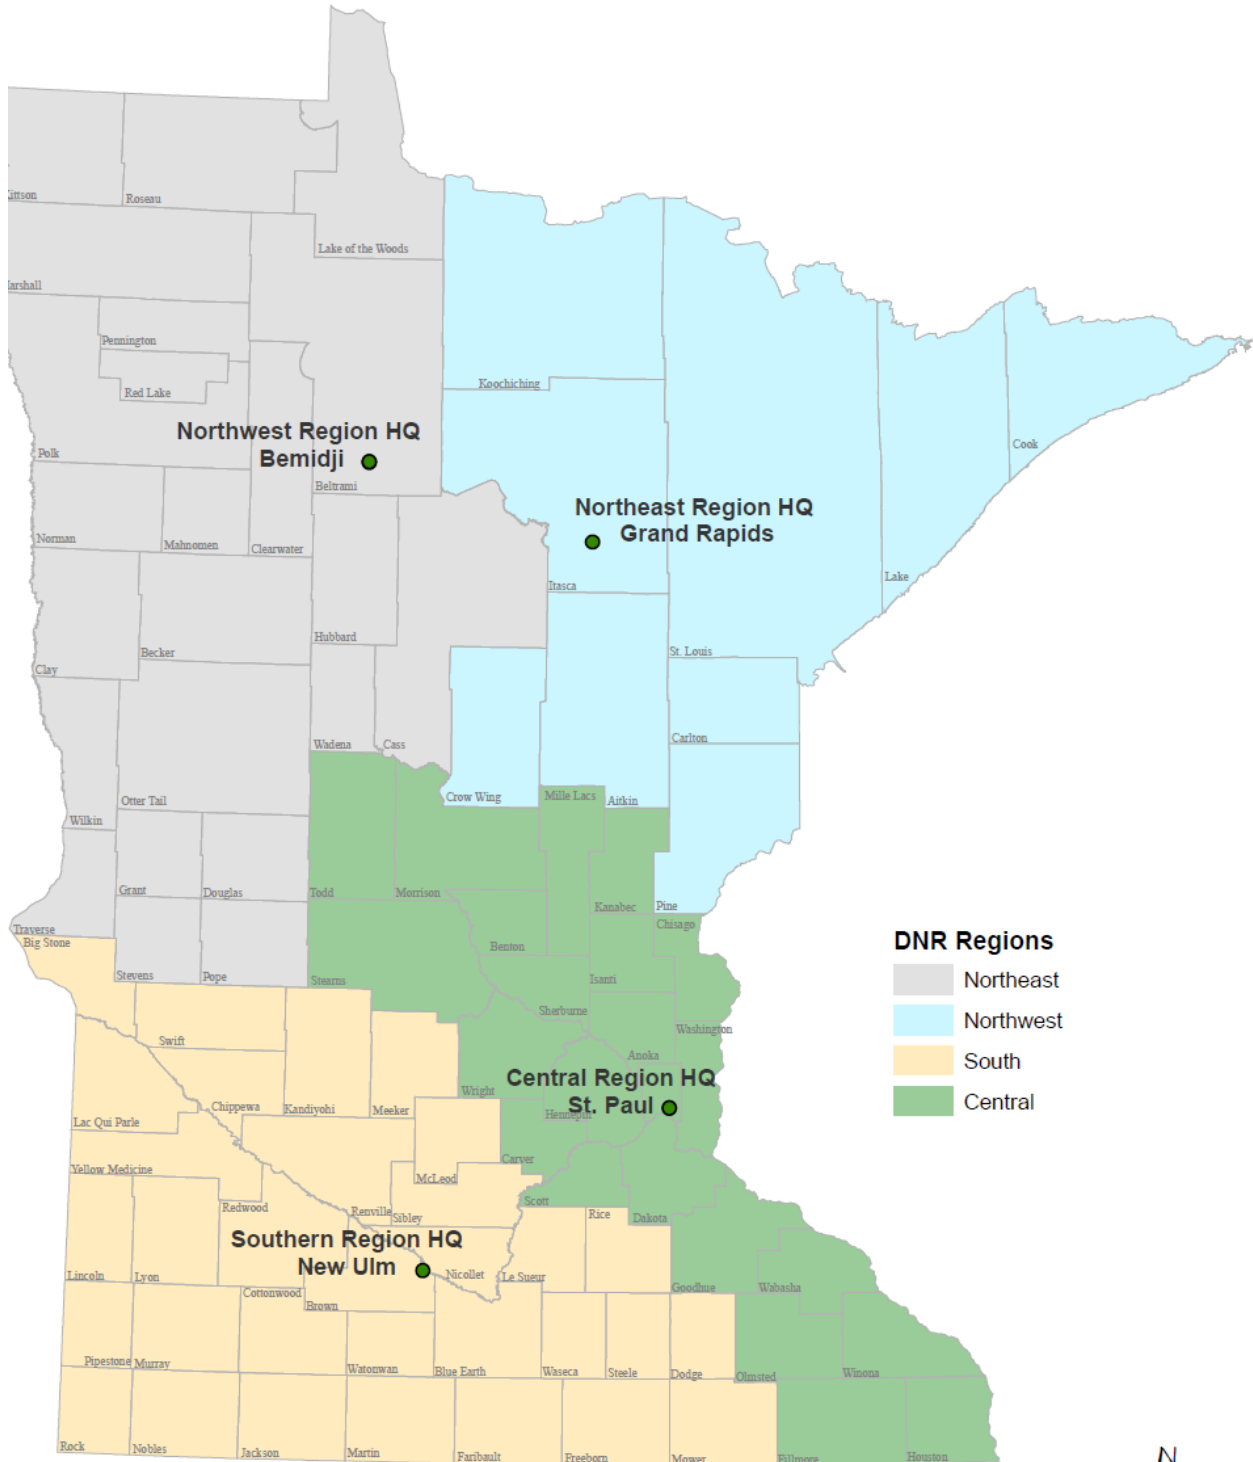 Kittson
Roseau
Lake of the Woods
Marshall
Pennington
Red Lake
Koochiching
Cook
Northwest Region HQ
Bemidji
Polk
Beltrami
Northeast Region HQ
Grand Rapids
Norman
Mahnomen
Clearwater
Itasca
Lake
Hubbard
Becker
Clay
St. Louis
Wadena
Cass
Carlton
Otter Tail
Crow Wing
Mille Lacs
Aitkin
Wilkin
Grant
Douglas
Todd
Morrison
Kanabec
Pine
Traverse
Big Stone
Chisago
Benton
Stevens
Pope
Stearns
Isanti
DNR Regions
Northeast
Northwest
South
Central
Sherburne
Washington
Swift
Anoka
Central Region HQ
St. Paul
Wright
Hennepin
Chippewa
Kandiyohi
Meeker
Lac Qui Parle
Carver
Yellow Medicine
McLeod
Redwood
Renville
Sibley
Scott
Rice
Dakota
Southern Region HQ
New Ulm
Lincoln
Lyon
Nicollet
Le Sueur
Goodhue
Wabasha
Cottonwood
Brown
Pipestone
Murray
Watonwan
Blue Earth
Waseca
Steele
Dodge
Olmsted
Winona
Rock
Nobles
Jackson
Martin
Faribault
Freeborn
Mower
Fillmore
Houston
N